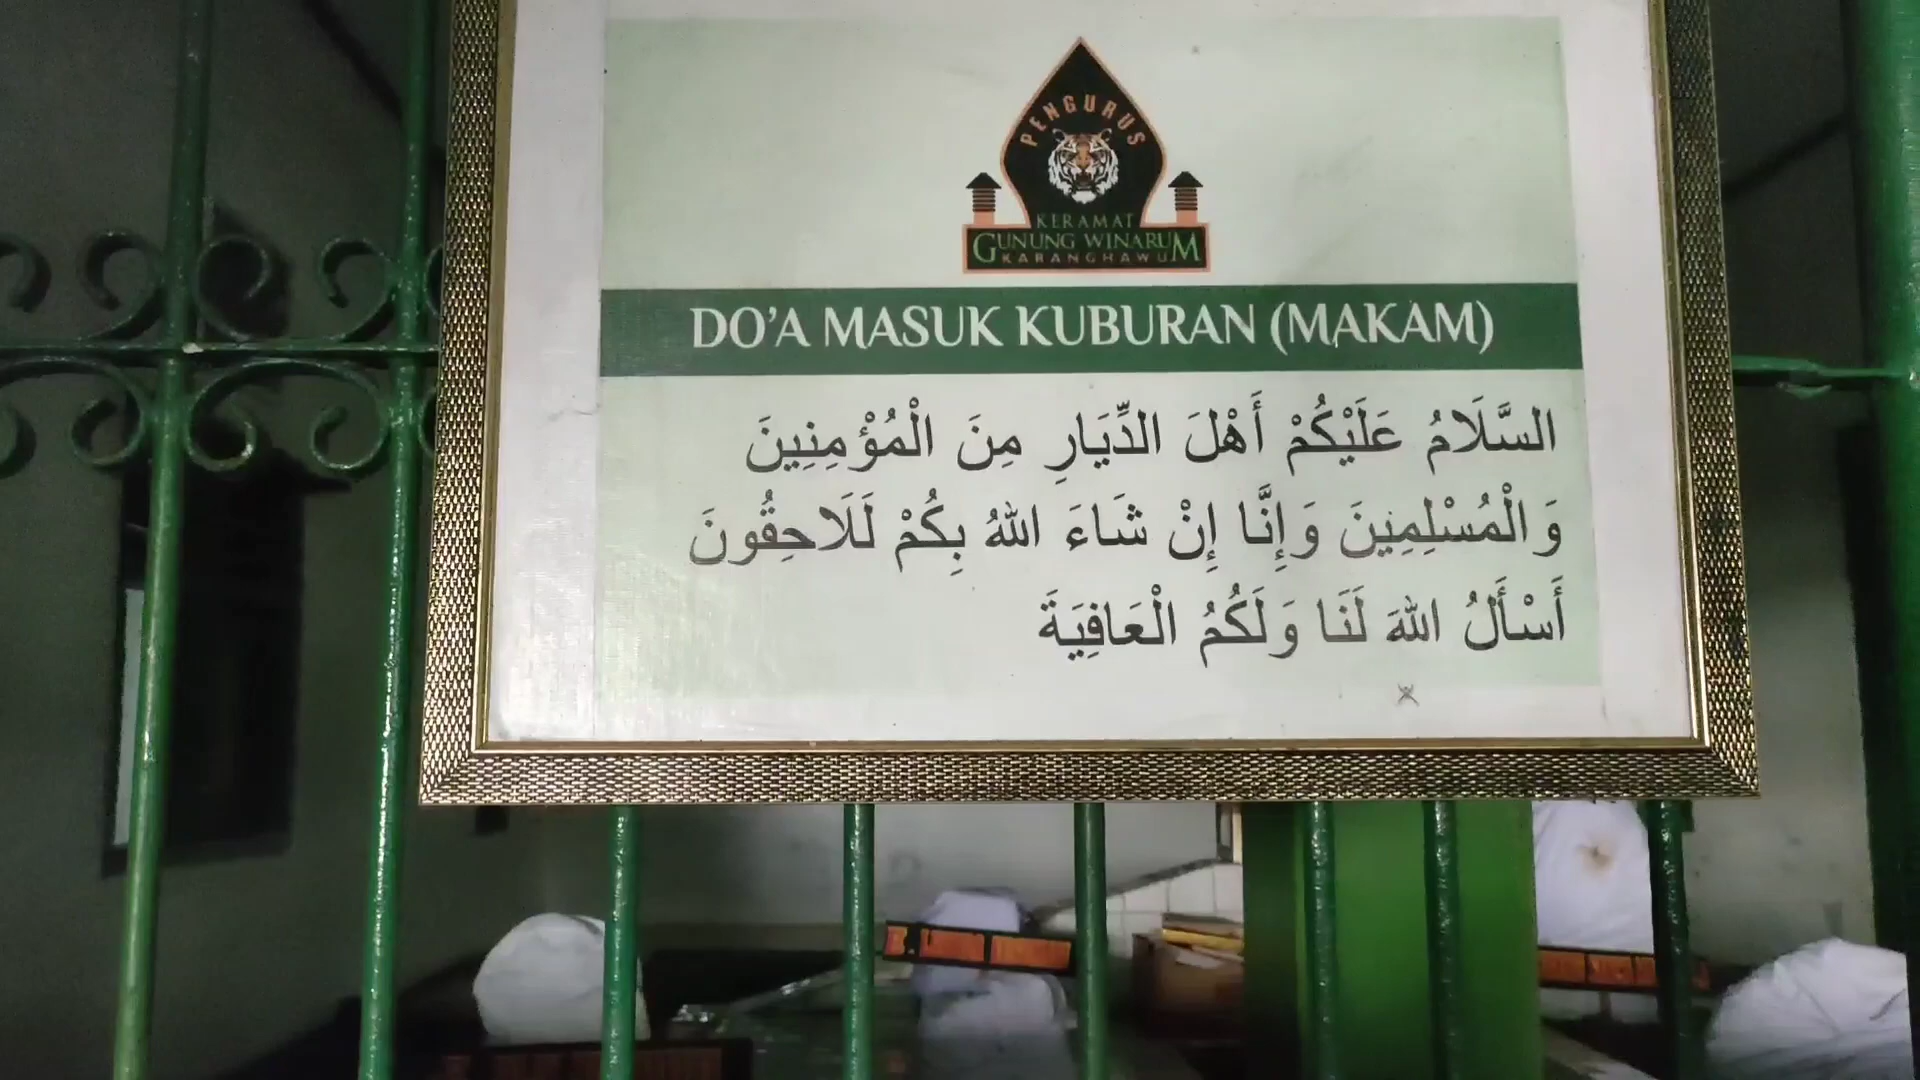 PENGURUS
KERAMAT
GUNUNG WINARUM
KARANGHAWU
DO'A MASUK KUBURAN (MAKAM)
السَّلَامُ عَلَيْكُمْ أَهْلَ الدِّيَارِ مِنَ الْمُؤْمِنِينَ
وَالْمُسْلِمِينَ وَإِنَّا إِنْ شَاءَ اللهُ بِكُمْ لَلَاحِقُونَ
أَسْأَلُ اللهَ لَنَا وَلَكُمُ الْعَافِيَةَ